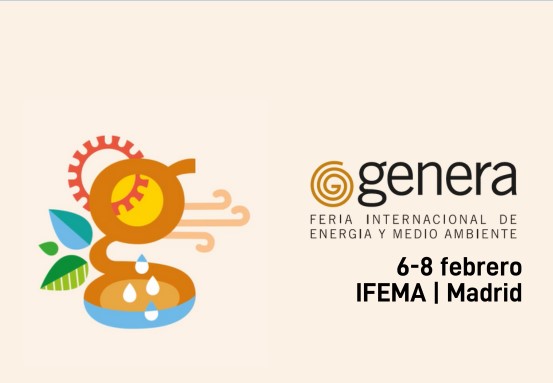 genera
FERIA INTERNACIONAL DE
ENERGIA Y MEDIO AMBIENTE
6-8 febrero
IFEMA | Madrid